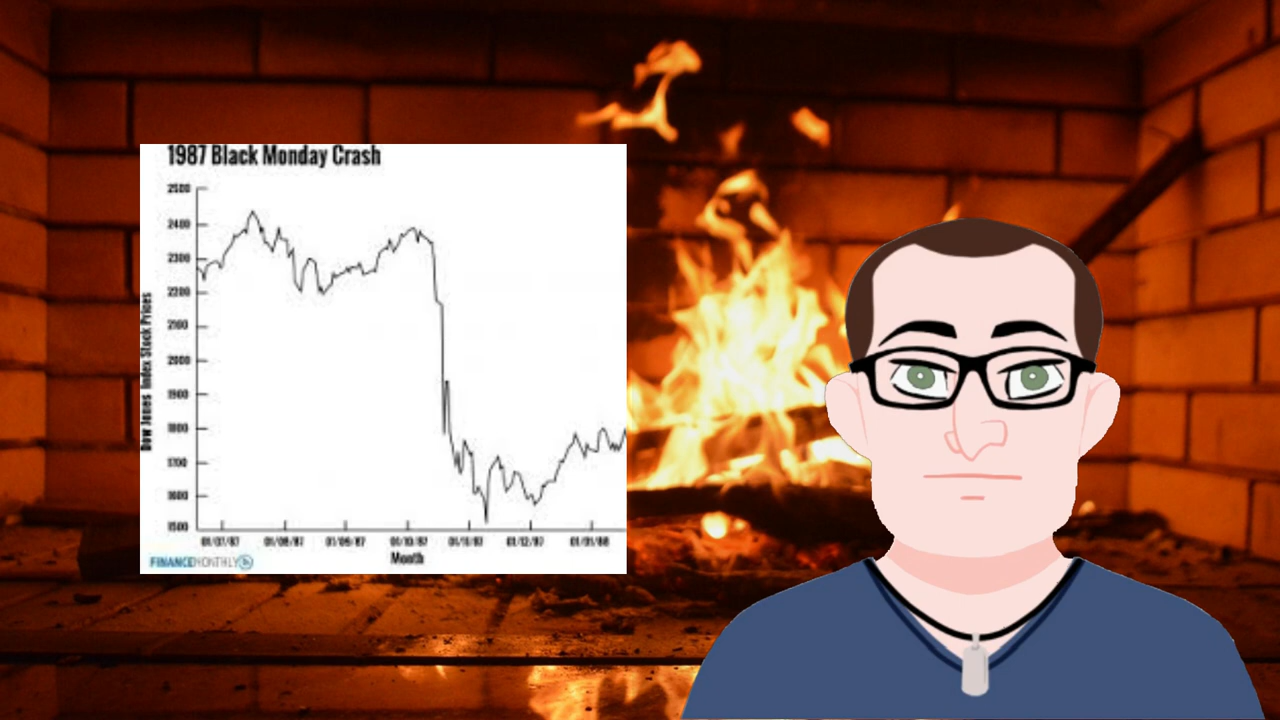 1987 Black Monday Crash
2500
2400
2300
2200
2100
2000
1900
1800
1700
1600
1500
Dow Jones Index Stock Prices
01/07/87 01/08/87 01/09/87 01/10/87 01/11/87 01/12/87 01/01/88
Month
FINANCEMONTHLY